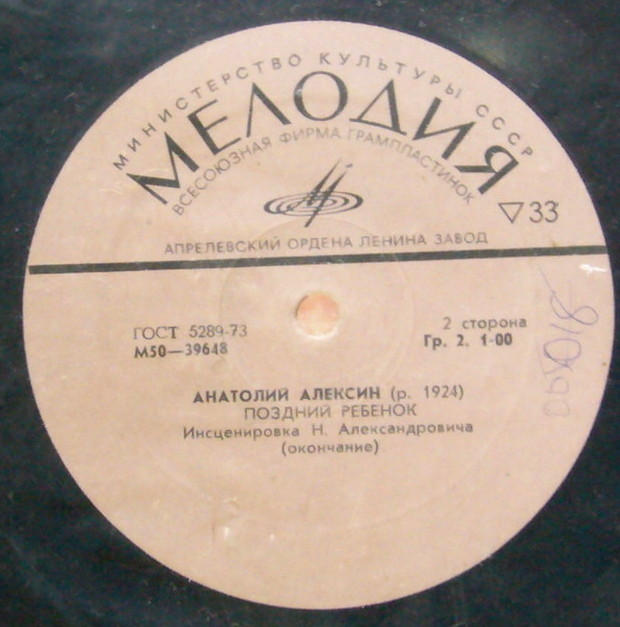 МИНИСТЕРСТВО КУЛЬТУРЫ СССР
МЕЛОДИЯ
ВСЕСОЮЗНАЯ ФИРМА ГРАМПЛАСТИНОК
▽33
АПРЕЛЕВСКИЙ ОРДЕНА ЛЕНИНА ЗАВОД
ГОСТ 5289-73
М50—39648
2 сторона
Гр. 2. 1-00
АНАТОЛИЙ АЛЕКСИН (р. 1924)
ПОЗДНИЙ РЕБЕНОК
Инсценировка Н. Александровича
(окончание)